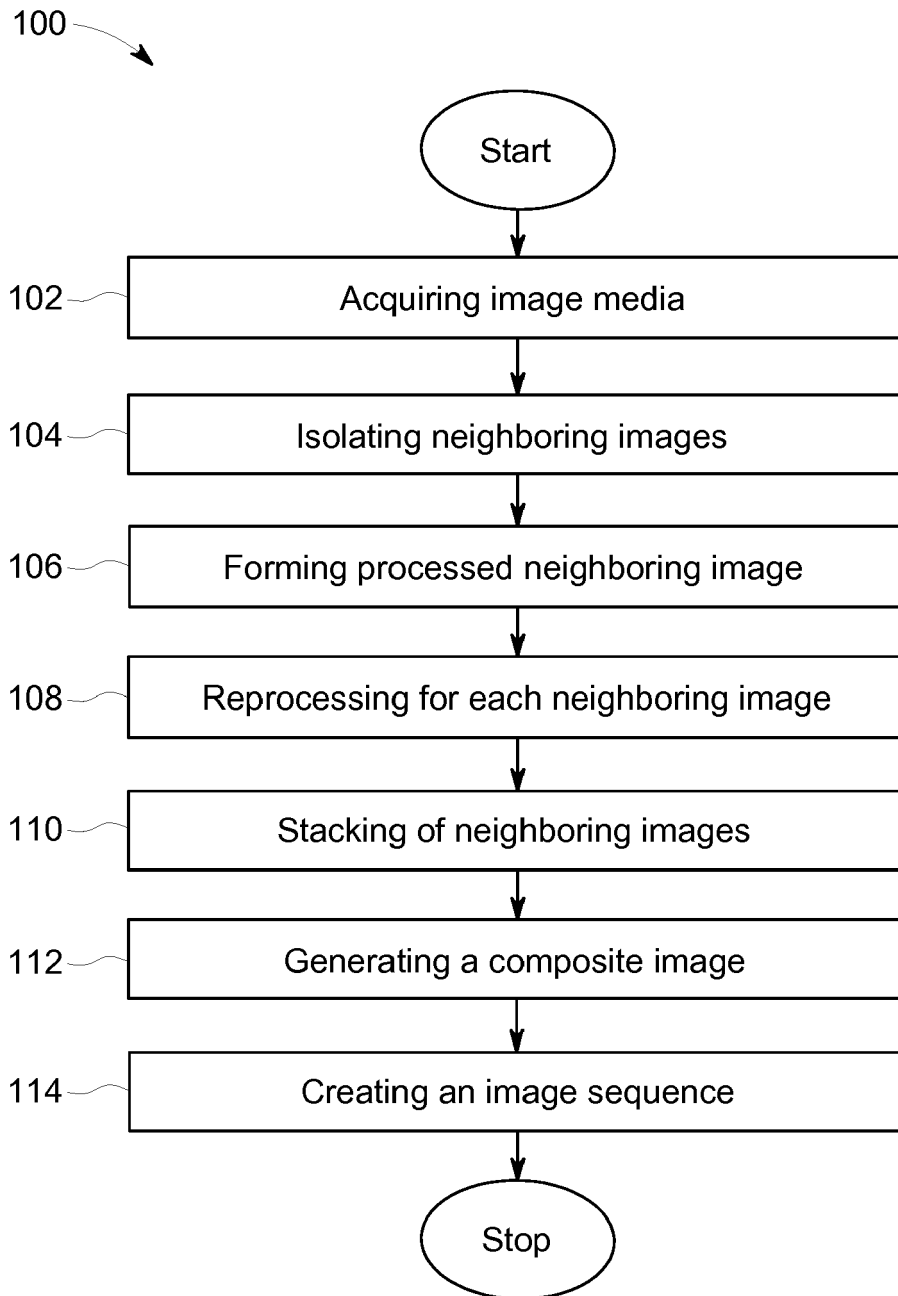 100
Start
102 Acquiring image media
104 Isolating neighboring images
106 Forming processed neighboring image
108 Reprocessing for each neighboring image
110 Stacking of neighboring images
112 Generating a composite image
114 Creating an image sequence
Stop